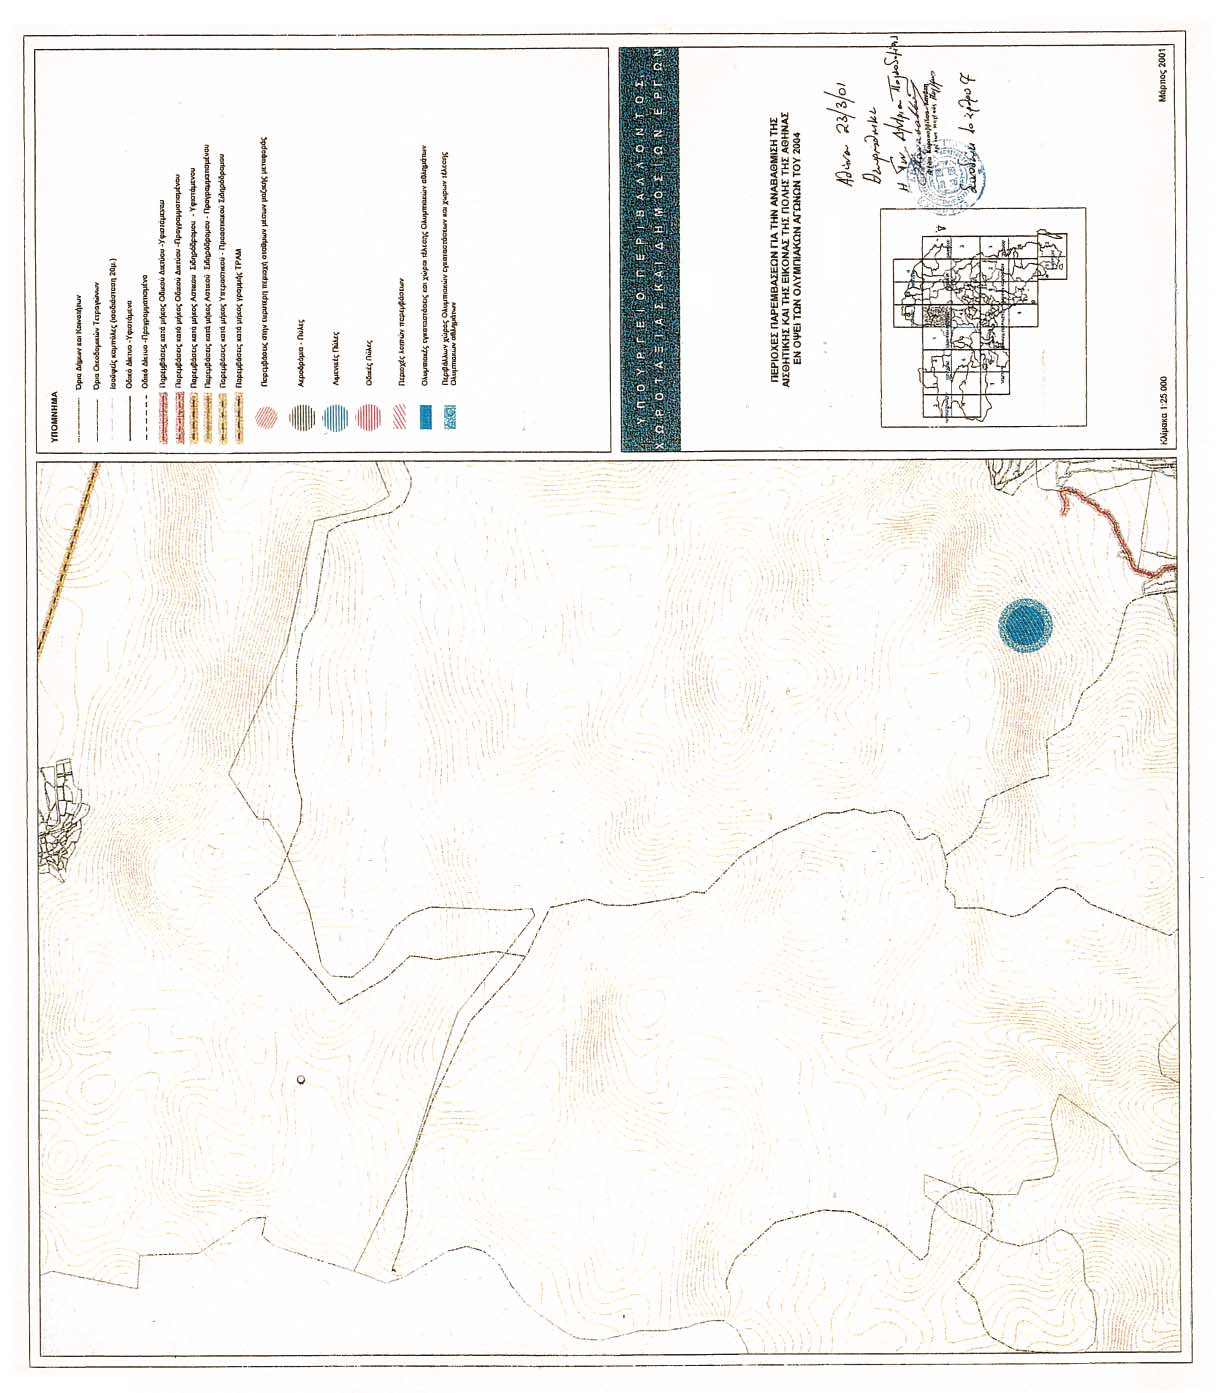 ΥΠΟΜΝΗΜΑ
Όρια Δήμων και Κοινοτήτων
Όρια Οικοδομικών Τετραγώνων
Ισοϋψείς καμπύλες (ισοδιάσταση 20μ.)
Οδικό Δίκτυο -Υφιστάμενο
Οδικό Δίκτυο -Προγραμματισμένο
Παρεμβάσεις κατά μήκος Οδικού Δικτύου -Υφιστάμενου
Παρεμβάσεις κατά μήκος Οδικού Δικτύου -Προγραμματισμένου
Παρεμβάσεις κατά μήκος Αστικού Σιδηρόδρομου - Υφιστάμενου
Παρεμβάσεις κατά μήκος Αστικού Σιδηρόδρομου - Προγραμματισμένου
Παρεμβάσεις κατά μήκος Υπεραστικού - Προαστιακού Σιδηρόδρομου
Παρεμβάσεις κατά μήκος γραμμής ΤΡΑΜ
Παρεμβάσεις στην ευρύτερη περιοχή σταθμών μέσων μαζικής μεταφοράς
Αεροδρόμια - Πύλες
Λιμενικές Πύλες
Οδικές Πύλες
Περιοχές λοιπών παρεμβάσεων
Ολυμπιακές εγκαταστάσεις και χώροι τέλεσης Ολυμπιακών αθλημάτων
Περιβάλλων χώρος Ολυμπιακών εγκαταστάσεων και χώρων τέλεσης
Ολυμπιακών αθλημάτων
ΥΠΟΥΡΓΕΙΟ ΠΕΡΙΒΑΛΛΟΝΤΟΣ,
ΧΩΡΟΤΑΞΙΑΣ ΚΑΙ ΔΗΜΟΣΙΩΝ ΕΡΓΩΝ
ΠΕΡΙΟΧΕΣ ΠΑΡΕΜΒΑΣΕΩΝ ΓΙΑ ΤΗΝ ΑΝΑΒΑΘΜΙΣΗ ΤΗΣ
ΑΙΣΘΗΤΙΚΗΣ ΚΑΙ ΤΗΣ ΕΙΚΟΝΑΣ ΤΗΣ ΠΟΛΗΣ ΤΗΣ ΑΘΗΝΑΣ
ΕΝ ΟΨΕΙ ΤΩΝ ΟΛΥΜΠΙΑΚΩΝ ΑΓΩΝΩΝ ΤΟΥ 2004
Αθήνα 23/3/01
Θεωρήθηκε
Η
Κλίμακα 1:25 000
Μάρτιος 2001